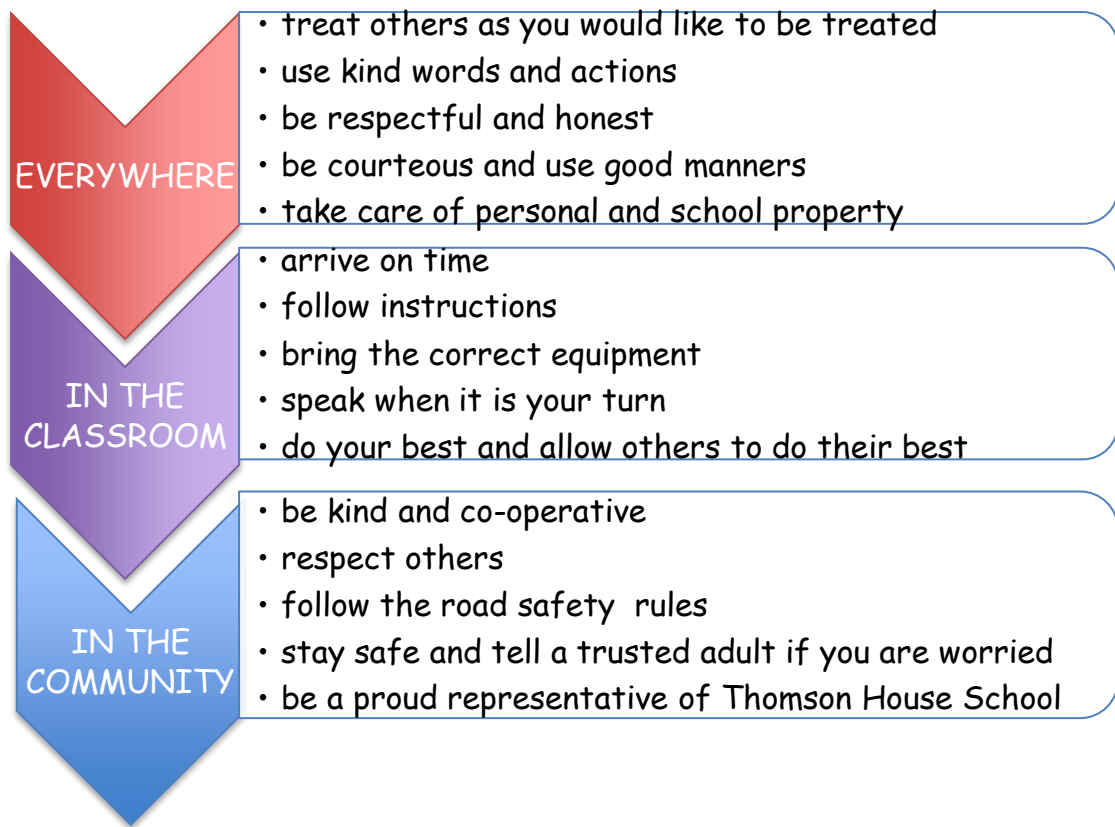 EVERYWHERE
• treat others as you would like to be treated
• use kind words and actions
• be respectful and honest
• be courteous and use good manners
• take care of personal and school property
IN THE
CLASSROOM
• arrive on time
• follow instructions
• bring the correct equipment
• speak when it is your turn
• do your best and allow others to do their best
IN THE
COMMUNITY
• be kind and co-operative
• respect others
• follow the road safety  rules
• stay safe and tell a trusted adult if you are worried
• be a proud representative of Thomson House School